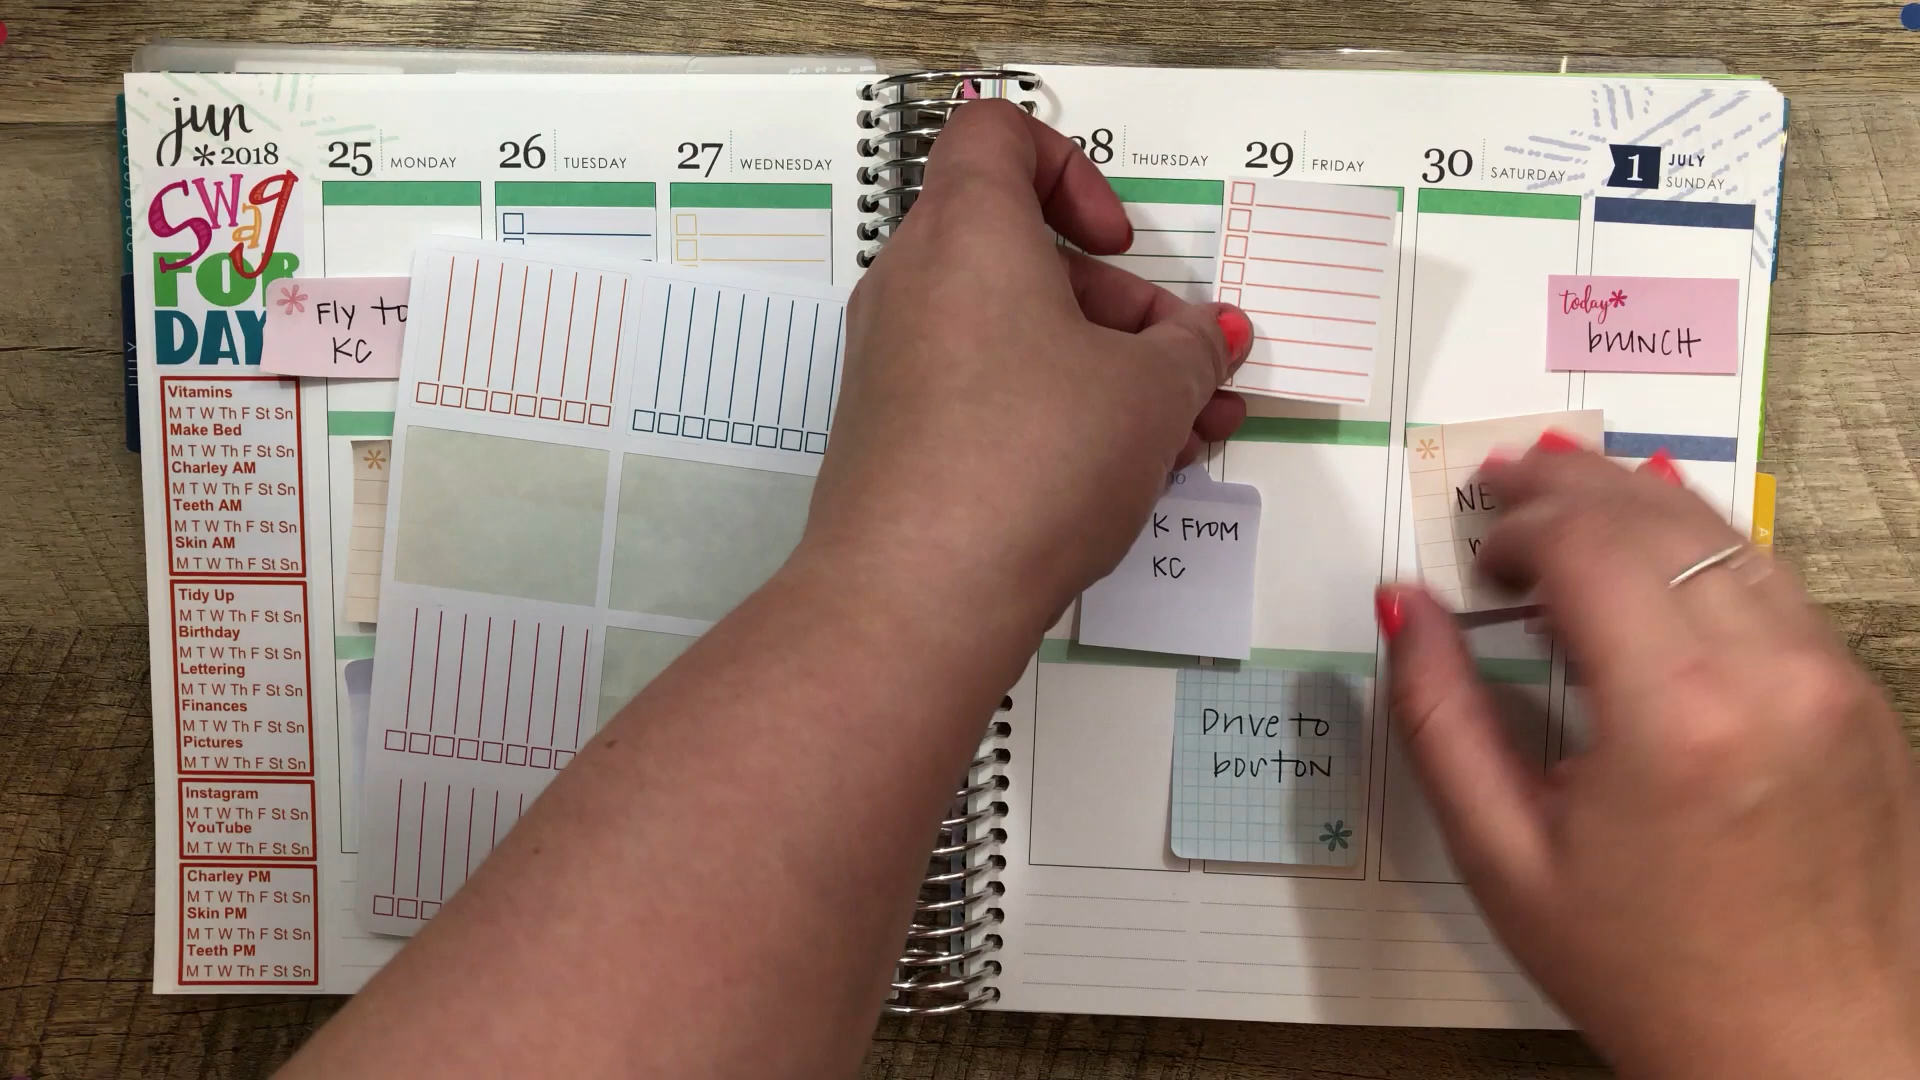 jun
*2018
SWag
FOR
DAY
25 MONDAY
26 TUESDAY
27 WEDNESDAY
THURSDAY
29 FRIDAY
30 SATURDAY
1 JULY
SUNDAY
Fly to
KC
today*
brUNCH
K From
KC
Drive to
bourton
Vitamins
M T W Th F St Sn
Make Bed
M T W Th F St Sn
Charley AM
M T W Th F St Sn
Teeth AM
M T W Th F St Sn
Skin AM
M T W Th F St Sn
Tidy Up
M T W Th F St Sn
Birthday
M T W Th F St Sn
Lettering
M T W Th F St Sn
Finances
M T W Th F St Sn
Pictures
M T W Th F St Sn
Instagram
M T W Th F St Sn
YouTube
M T W Th F St Sn
Charley PM
M T W Th F St Sn
Skin PM
M T W Th F St Sn
Teeth PM
M T W Th F St Sn